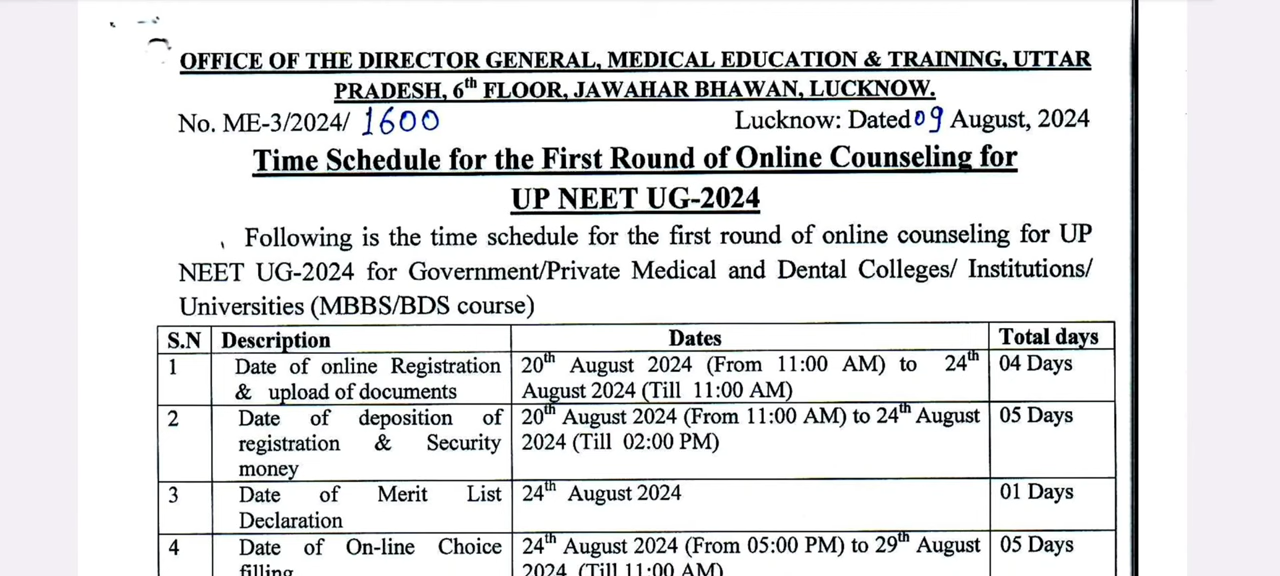 OFFICE OF THE DIRECTOR GENERAL, MEDICAL EDUCATION & TRAINING, UTTAR
PRADESH, 6th FLOOR, JAWAHAR BHAWAN, LUCKNOW.
No. ME-3/2024/ 1600 Lucknow: Dated 09 August, 2024
Time Schedule for the First Round of Online Counseling for
UP NEET UG-2024
Following is the time schedule for the first round of online counseling for UP
NEET UG-2024 for Government/Private Medical and Dental Colleges/ Institutions/
Universities (MBBS/BDS course)
S.N Description Dates Total days
1 Date of online Registration 20th August 2024 (From 11:00 AM) to 24th 04 Days
& upload of documents August 2024 (Till 11:00 AM)
2 Date of deposition of 20th August 2024 (From 11:00 AM) to 24th August 05 Days
registration & Security 2024 (Till 02:00 PM)
money
3 Date of Merit List 24th August 2024 01 Days
Declaration
4 Date of On-line Choice 24th August 2024 (From 05:00 PM) to 29th August 05 Days
filling 2024 (Till 11:00 AM)